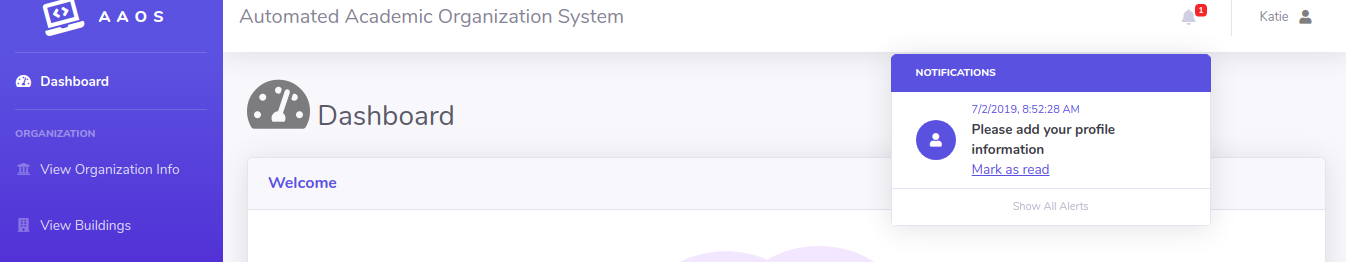 AAOS
Automated Academic Organization System
1
Katie
Dashboard
ORGANIZATION
View Organization Info
View Buildings
Dashboard
Welcome
NOTIFICATIONS
7/2/2019, 8:52:28 AM
Please add your profile
information
Mark as read
Show All Alerts